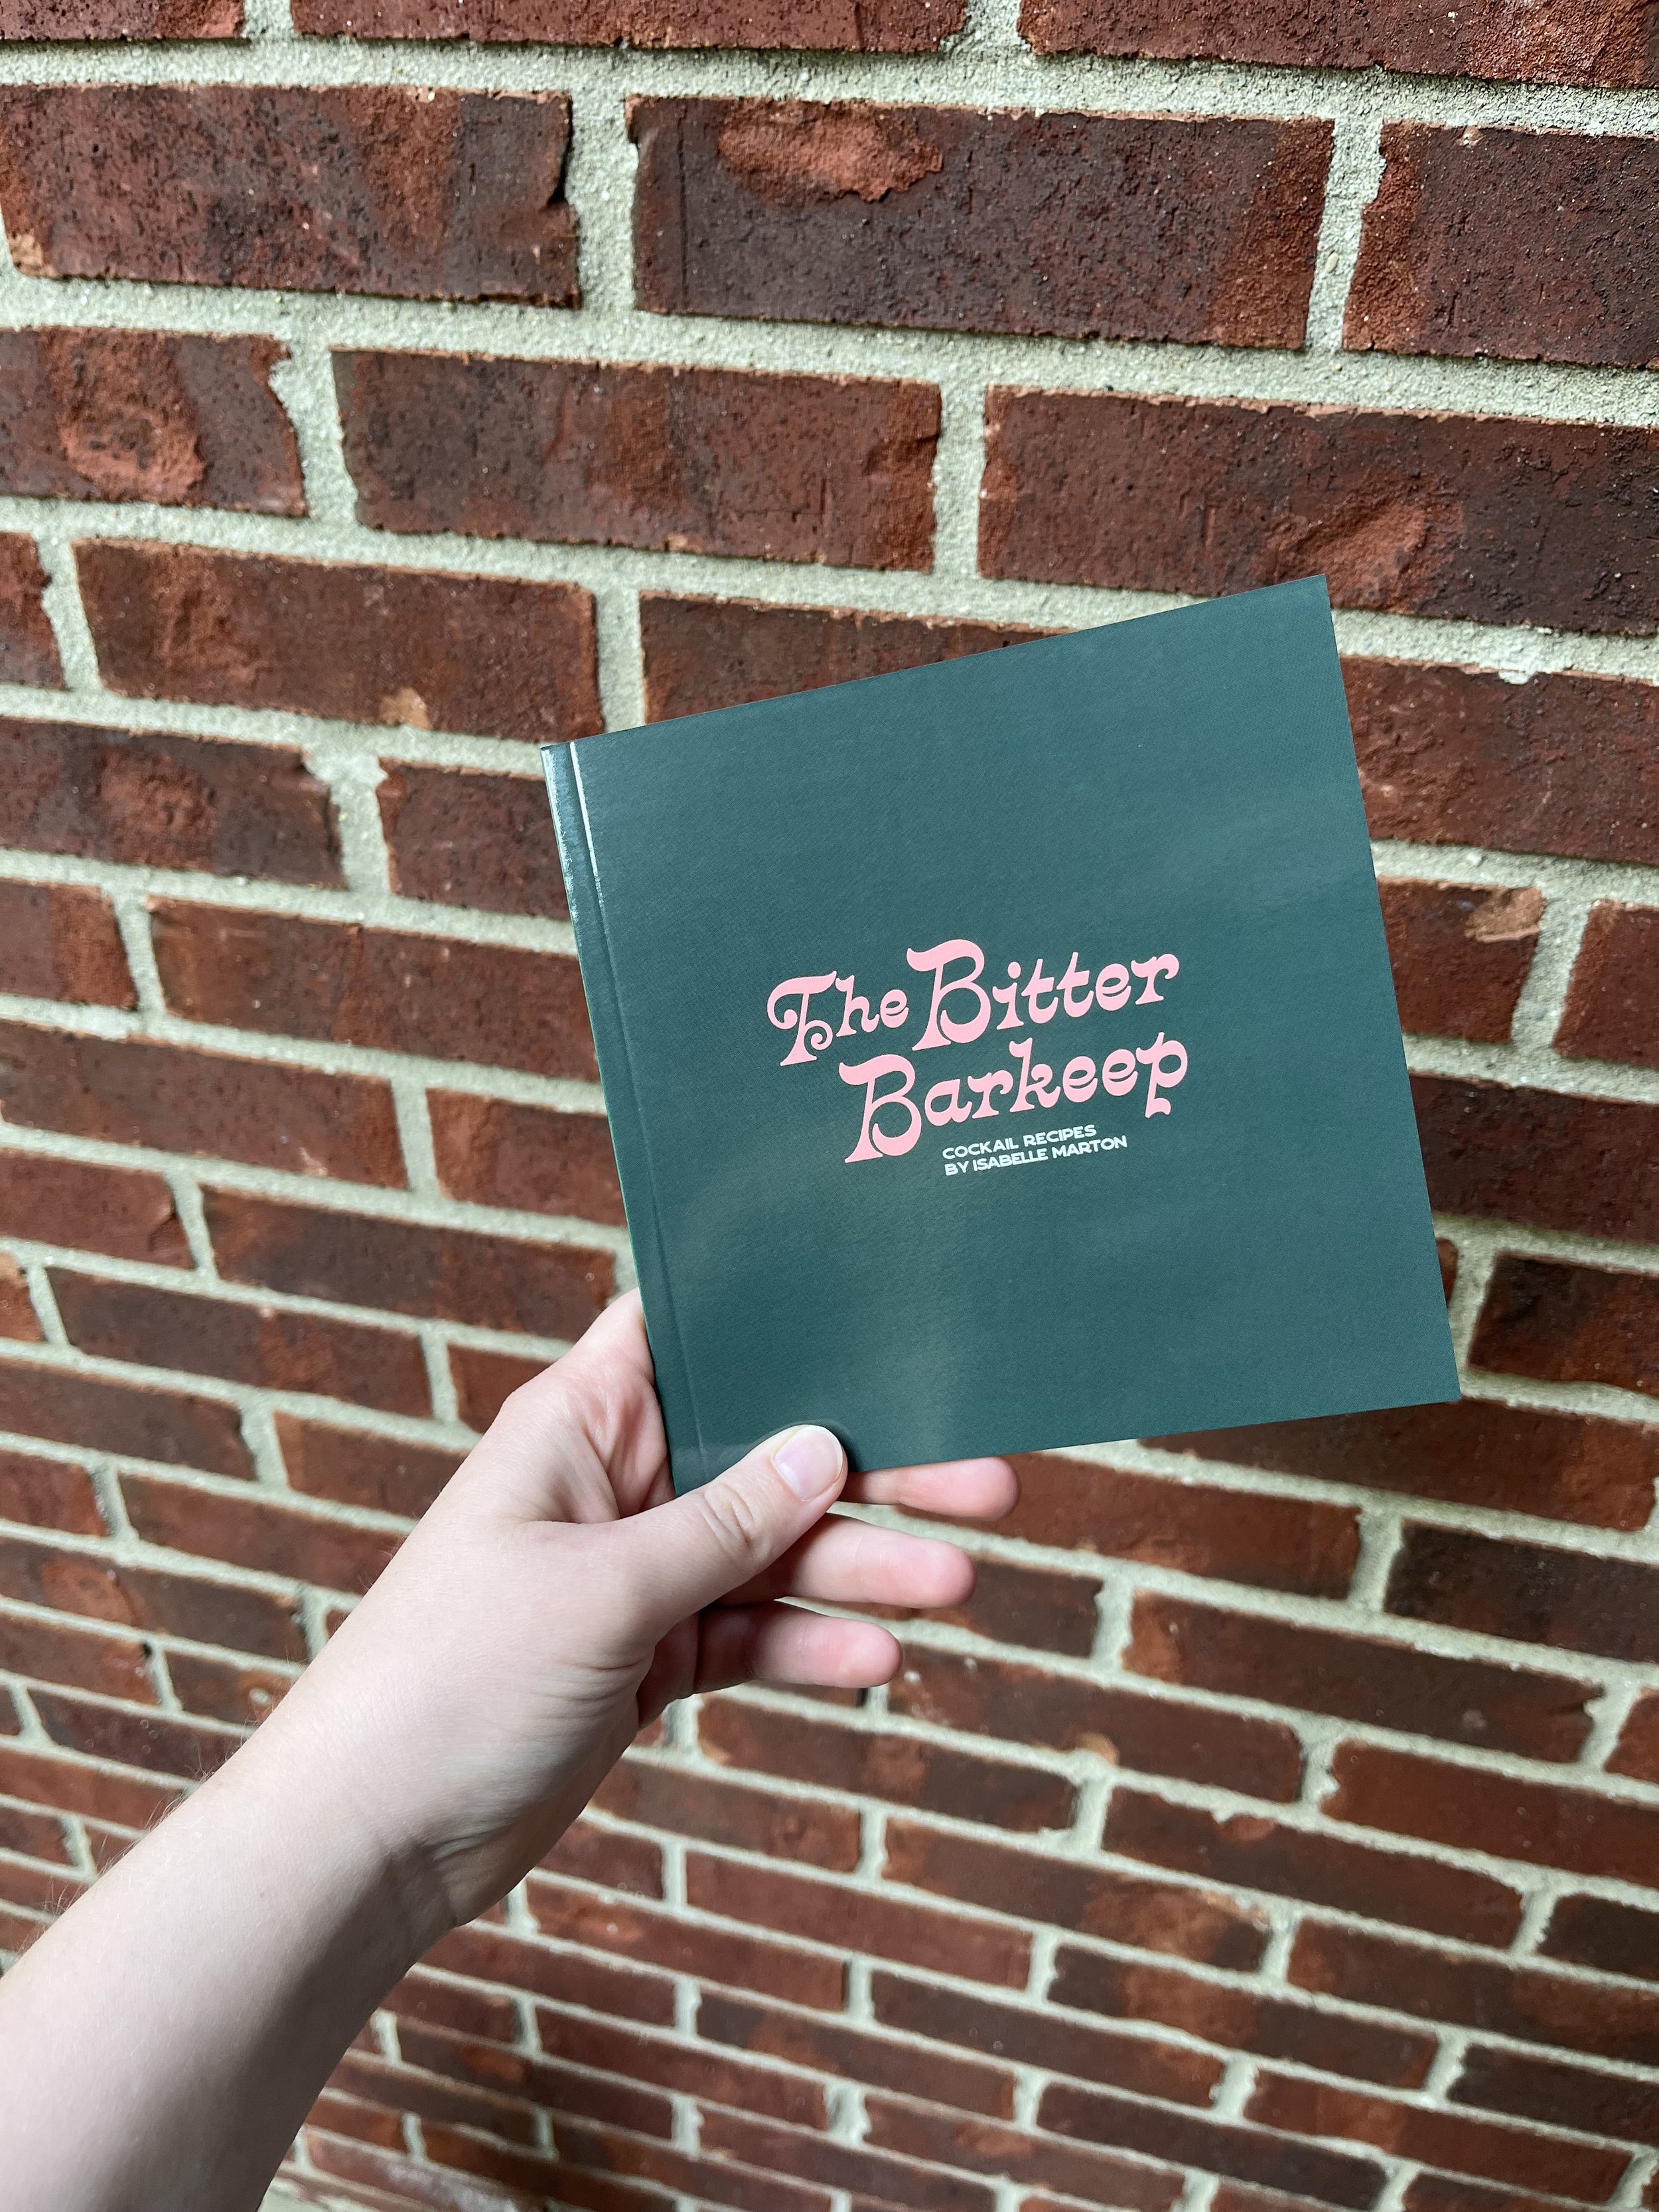 The Bitter
Barkeep
COCKAIL RECIPES
BY ISABELLE MARTON